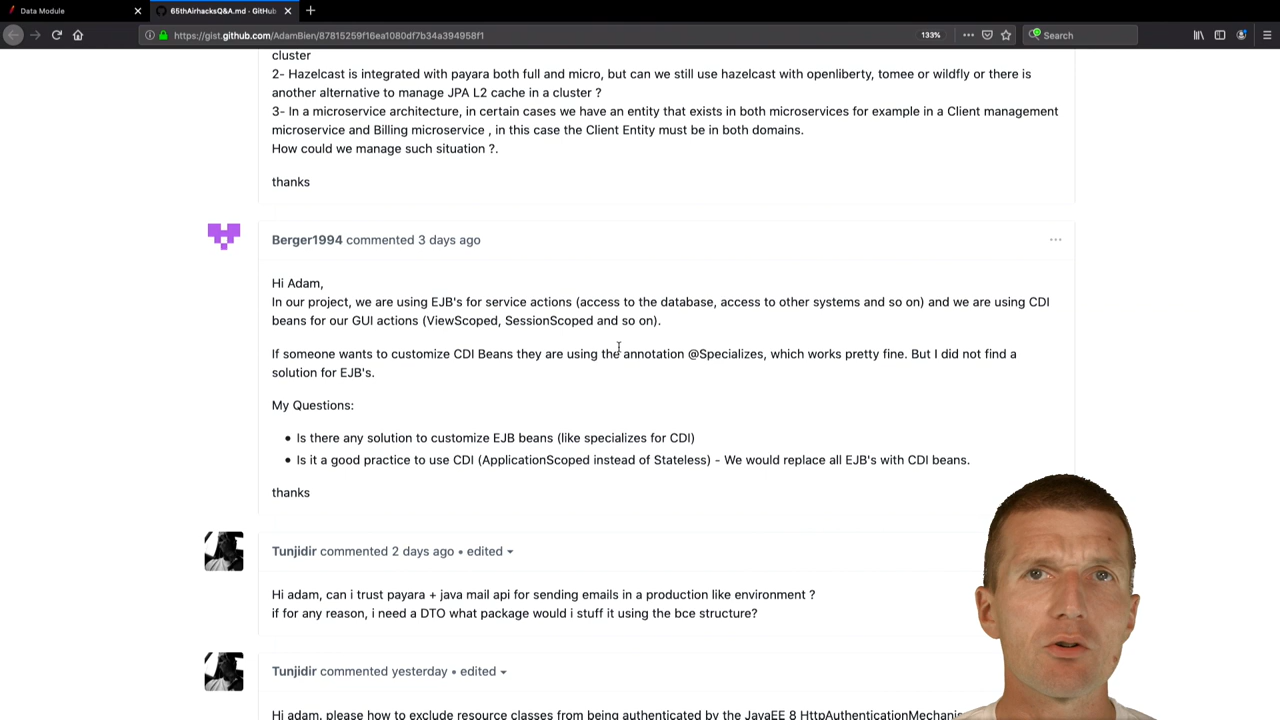 Data Module
65thAirhacksQ&A.md · GitHub
https://gist.github.com/AdamBien/87815259f16ea1080df7b34a394958f1
133%
Search
cluster
2- Hazelcast is integrated with payara both full and micro, but can we still use hazelcast with openliberty, tomee or wildfly or there is
another alternative to manage JPA L2 cache in a cluster ?
3- In a microservice architecture, in certain cases we have an entity that exists in both microservices for example in a Client management
microservice and Billing microservice , in this case the Client Entity must be in both domains.
How could we manage such situation ?.
thanks
Berger1994 commented 3 days ago
Hi Adam,
In our project, we are using EJB's for service actions (access to the database, access to other systems and so on) and we are using CDI
beans for our GUI actions (ViewScoped, SessionScoped and so on).
If someone wants to customize CDI Beans they are using the annotation @Specializes, which works pretty fine. But I did not find a
solution for EJB's.
My Questions:
• Is there any solution to customize EJB beans (like specializes for CDI)
• Is it a good practice to use CDI (ApplicationScoped instead of Stateless) - We would replace all EJB's with CDI beans.
thanks
Tunjidir commented 2 days ago • edited
Hi adam, can i trust payara + java mail api for sending emails in a production like environment ?
if for any reason, i need a DTO what package would i stuff it using the bce structure?
Tunjidir commented yesterday • edited
Hi adam, please how to exclude resource classes from being authenticated by the JavaEE 8 HttpAuthenticationMechanis